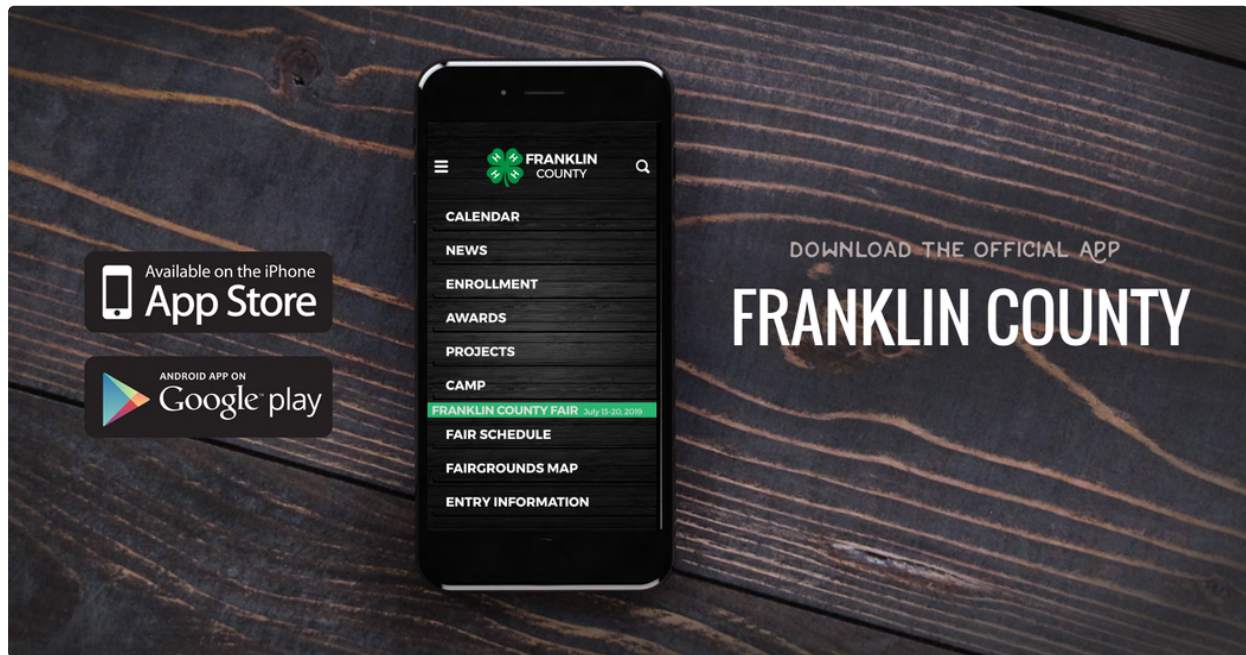 Available on the iPhone
App Store
ANDROID APP ON
Google play
H H
H H
FRANKLIN
COUNTY
CALENDAR
NEWS
ENROLLMENT
AWARDS
PROJECTS
CAMP
FRANKLIN COUNTY FAIR July 13-20, 2019
FAIR SCHEDULE
FAIRGROUNDS MAP
ENTRY INFORMATION
DOWNLOAD THE OFFICIAL APP
FRANKLIN COUNTY